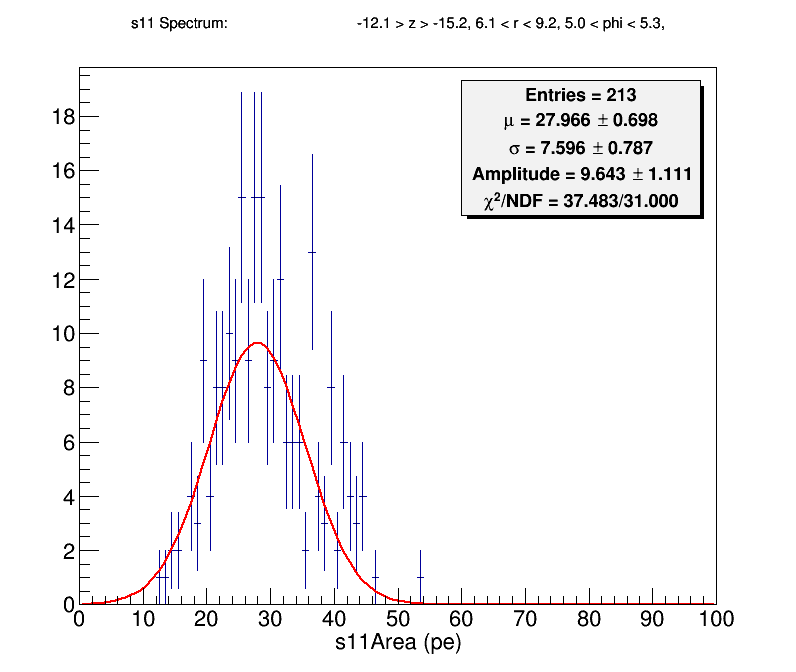 s11 Spectrum: -12.1 > z > -15.2, 6.1 < r < 9.2, 5.0 < phi < 5.3,
Entries = 213
μ = 27.966 ± 0.698
σ = 7.596 ± 0.787
Amplitude = 9.643 ± 1.111
χ²/NDF = 37.483/31.000
18
16
14
12
10
8
6
4
2
0
0 10 20 30 40 50 60 70 80 90 100
s11Area (pe)